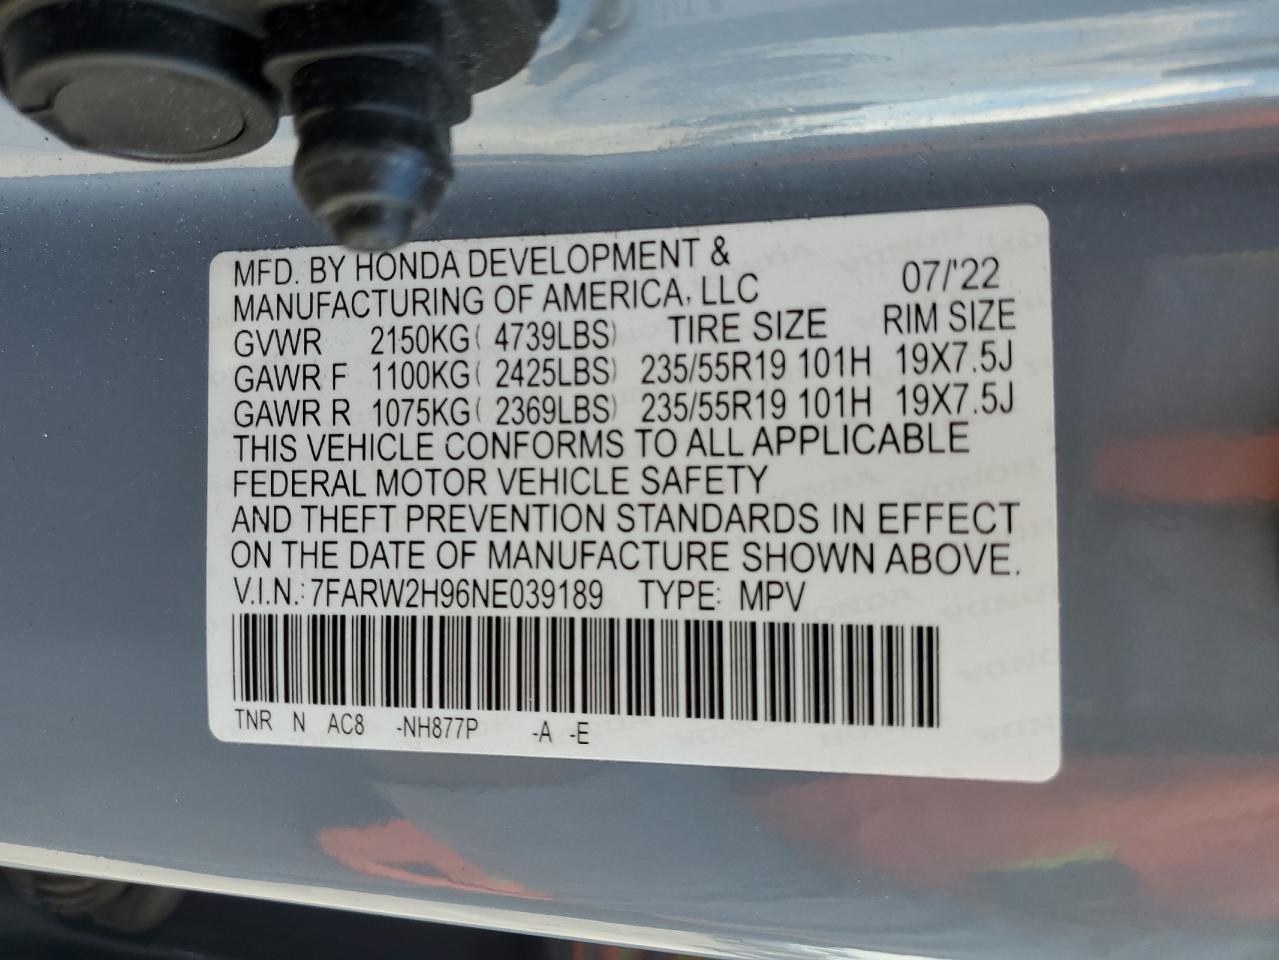 MFD. BY HONDA DEVELOPMENT &
MANUFACTURING OF AMERICA, LLC 07/'22
GVWR 2150KG( 4739LBS) TIRE SIZE RIM SIZE
GAWR F 1100KG( 2425LBS) 235/55R19 101H 19X7.5J
GAWR R 1075KG( 2369LBS) 235/55R19 101H 19X7.5J
THIS VEHICLE CONFORMS TO ALL APPLICABLE
FEDERAL MOTOR VEHICLE SAFETY
AND THEFT PREVENTION STANDARDS IN EFFECT
ON THE DATE OF MANUFACTURE SHOWN ABOVE.
V.I.N.: 7FARW2H96NE039189 TYPE: MPV
TNR N AC8 -NH877P -A -E